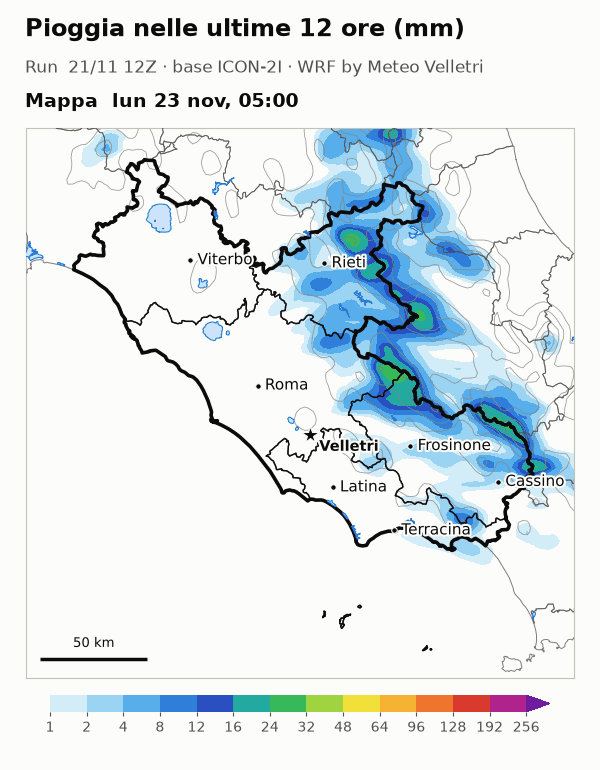 Pioggia nelle ultime 12 ore (mm)
Run  21/11 12Z · base ICON-2I · WRF by Meteo Velletri
Mappa  lun 23 nov, 05:00
Viterbo
Rieti
Roma
Velletri
Frosinone
Latina
Cassino
Terracina
50 km
1 2 4 8 12 16 24 32 48 64 96 128 192 256